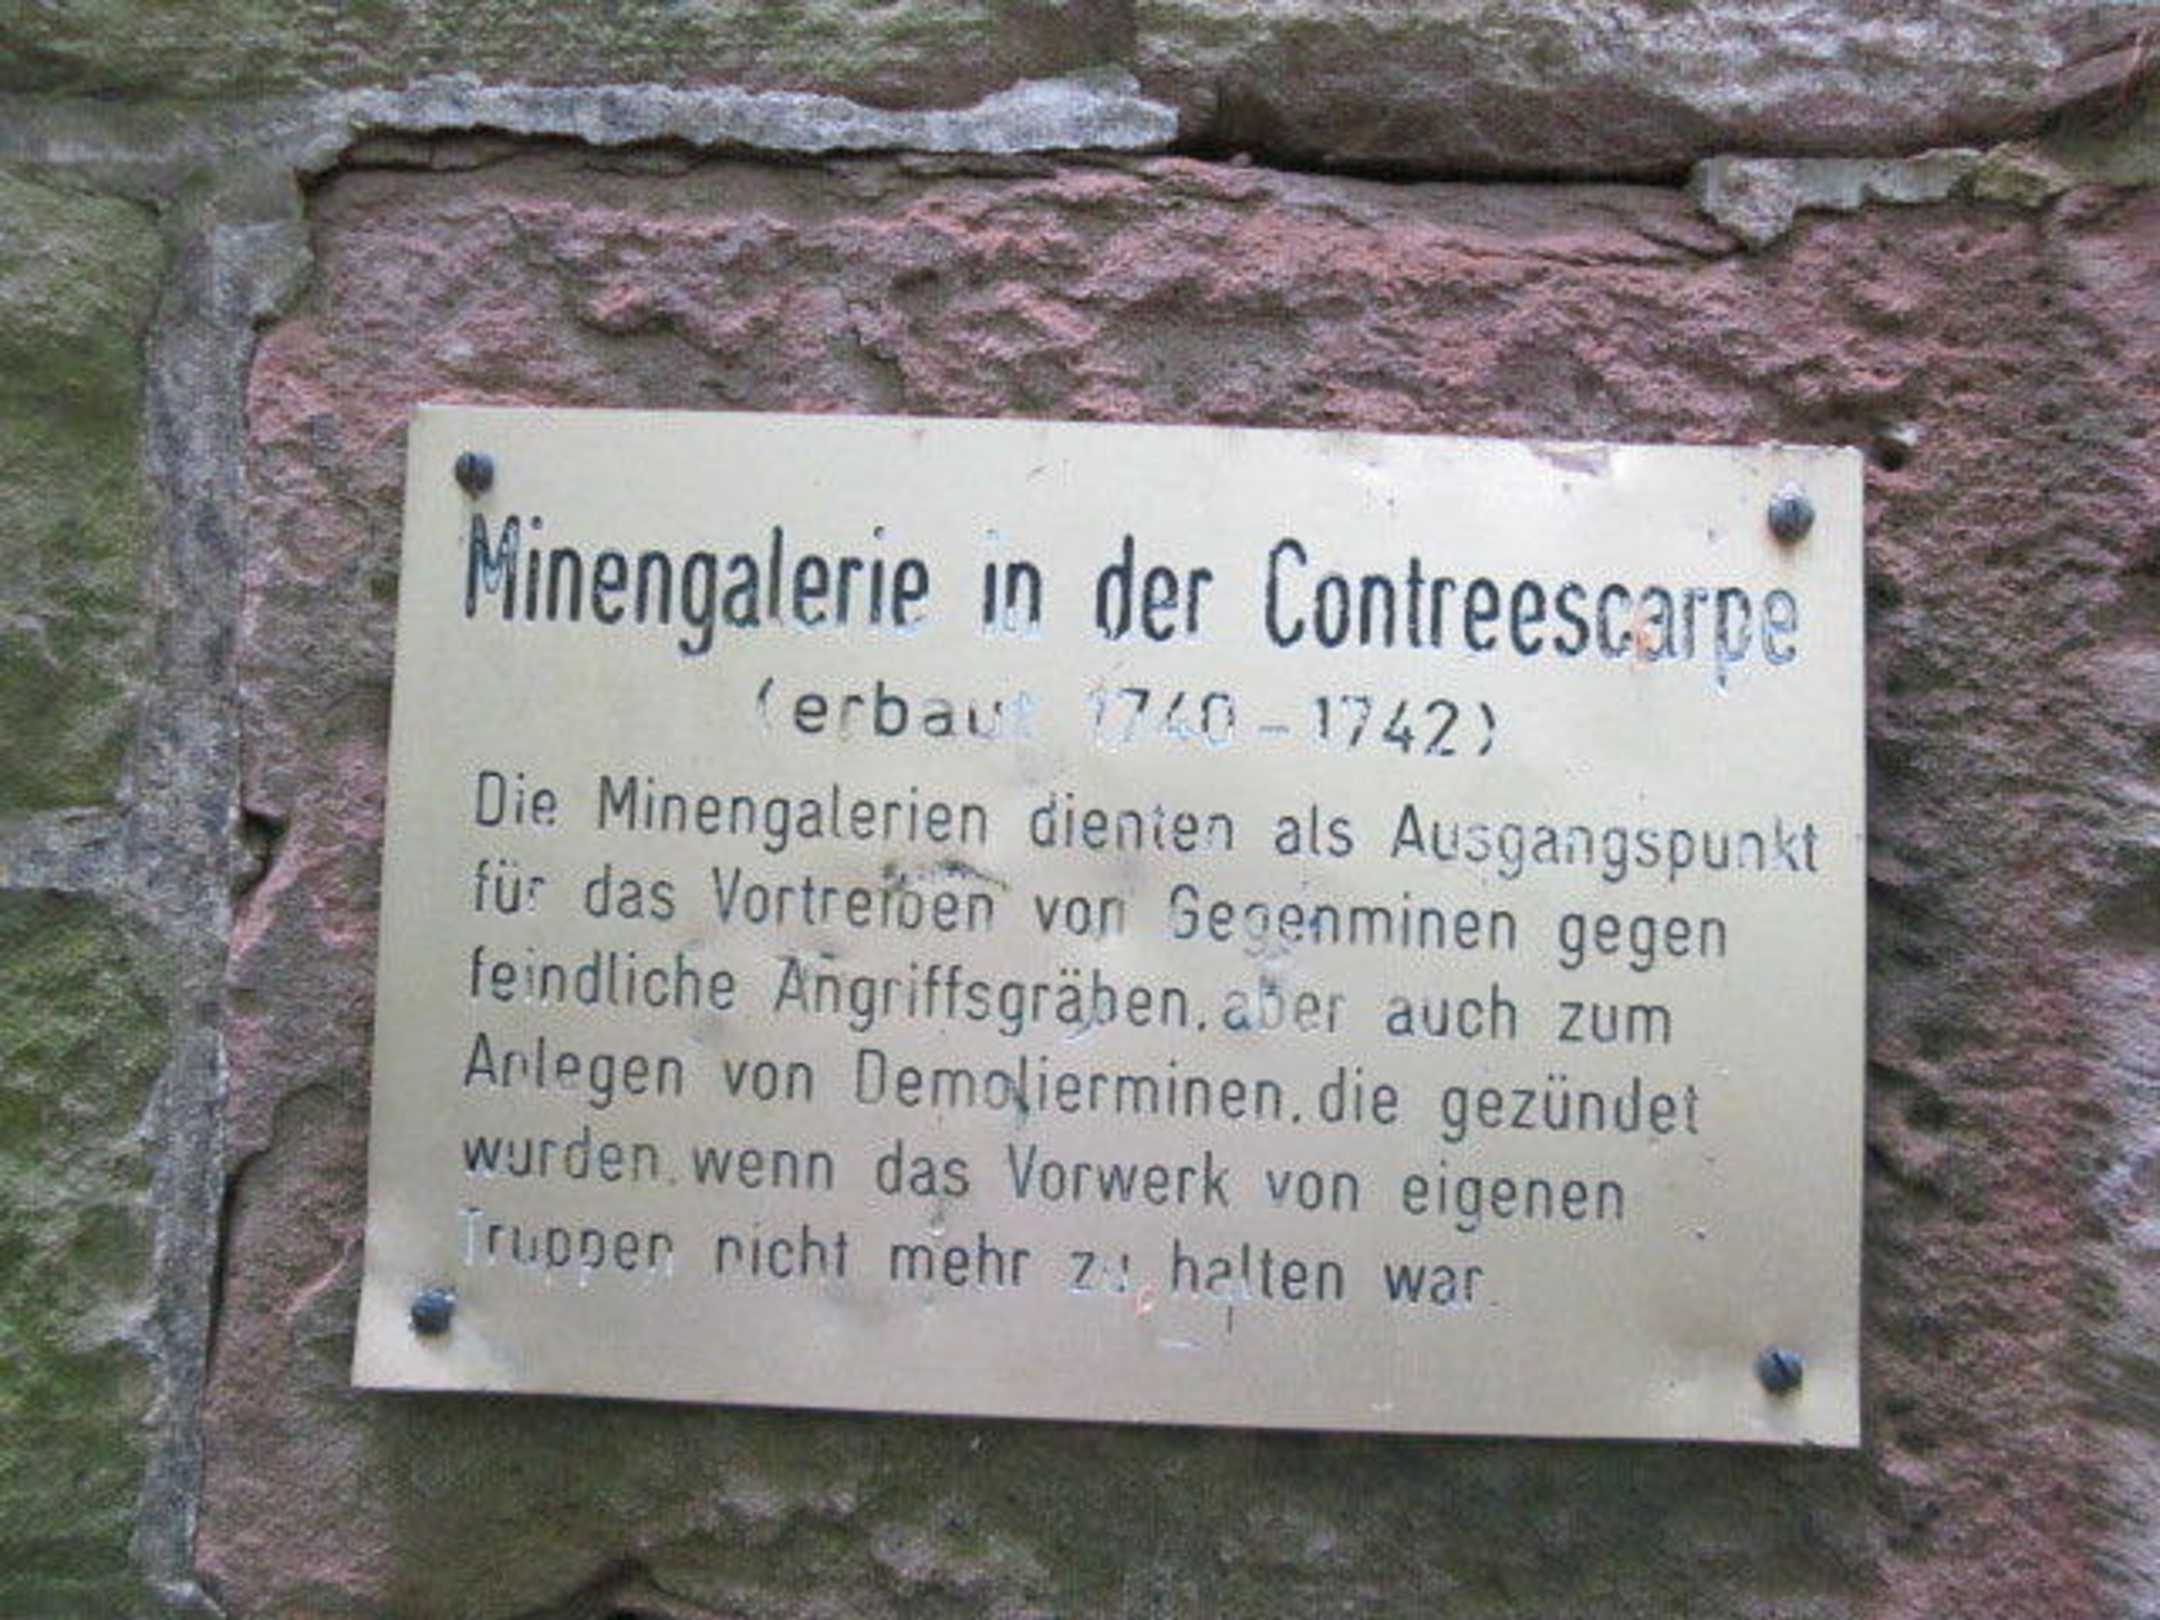 Minengalerie in der Contreescarpe
(erbaut 1740 - 1742)
Die Minengalerien dienten als Ausgangspunkt
für das Vortreiben von Gegenminen gegen
feindliche Angriffsgräben, aber auch zum
Anlegen von Demolierminen, die gezündet
wurden, wenn das Vorwerk von eigenen
Truppen nicht mehr zu halten war.